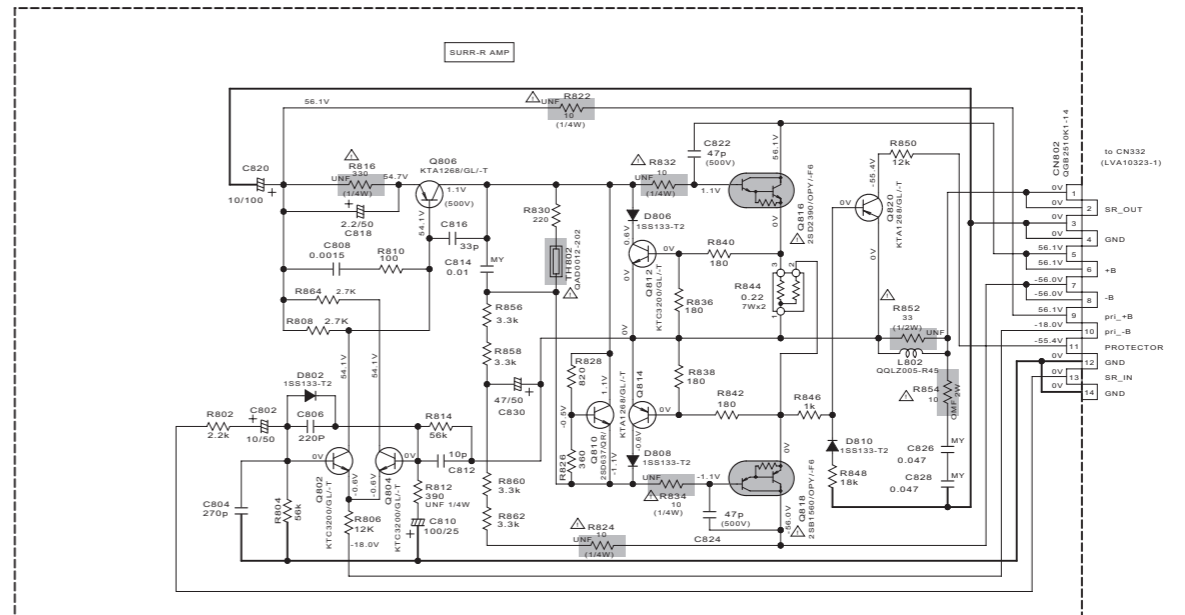 SURR-R AMP
56.1V
R822
UNF
10
(1/4W)
C820
10/100
R816
UNF 330
(1/4W)
54.7V
2.2/50
C818
Q806
KTA1268/GL/-T
1.1V
(500V)
54.1V
C816
33p
C808
0.0015
R810
100
C814
0.01
MY
R864
2.7K
R808
2.7K
54.1V
54.1V
R830
220
TH802
QAD0012-202
R856
3.3k
R858
3.3k
47/50
C830
D806
1SS133-T2
0.6V
0V
0V
Q812
KTC3200/GL/-T
R832
UNF
10
(1/4W)
C822
47p
(500V)
1.1V
56.1V
0V
Q816
2SD2390/OPY/-F6
R840
180
R836
180
R844
0.22
7Wx2
3
2
1
R850
12k
-55.4V
0V
0V
Q820
KTA1268/GL/-T
R852
33
(1/2W)
UNF
L802
QQLZ005-R45
R854
10
OMF 2W
C826
0.047
MY
C828
0.047
MY
D802
1SS133-T2
R802
2.2k
C802
10/50
C806
220P
R814
56k
10p
C812
0V
0V
-0.6V
-0.6V
Q802
KTC3200/GL/-T
Q804
KTC3200/GL/-T
C804
270p
R804
56k
R806
12K
-18.0V
R812
390
UNF 1/4W
C810
100/25
R860
3.3k
R862
3.3k
R828
820
-0.5V
1.1V
-1.1V
R826
360
Q810
2SD637/QR/
Q814
KTA1268/GL/-T
0V
0V
-0.6V
D808
1SS133-T2
R838
180
R842
180
R846
1k
0V
D810
1SS133-T2
R848
18k
UNF
R834
10
(1/4W)
-1.1V
47p
(500V)
C824
-56.0V
Q818
2SB1560/OPY/-F6
R824
UNF
10
(1/4W)
CN802
QGB2510K1-14
to CN332
(LVA10323-1)
0V 1
0V 2 SR_OUT
0V 3
0V 4 GND
56.1V 5
56.1V 6 +B
-56.0V 7
-56.0V 8 -B
56.1V 9 pri_+B
-18.0V 10 pri_-B
-55.4V 11 PROTECTOR
0V 12 GND
0V 13 SR_IN
0V 14 GND